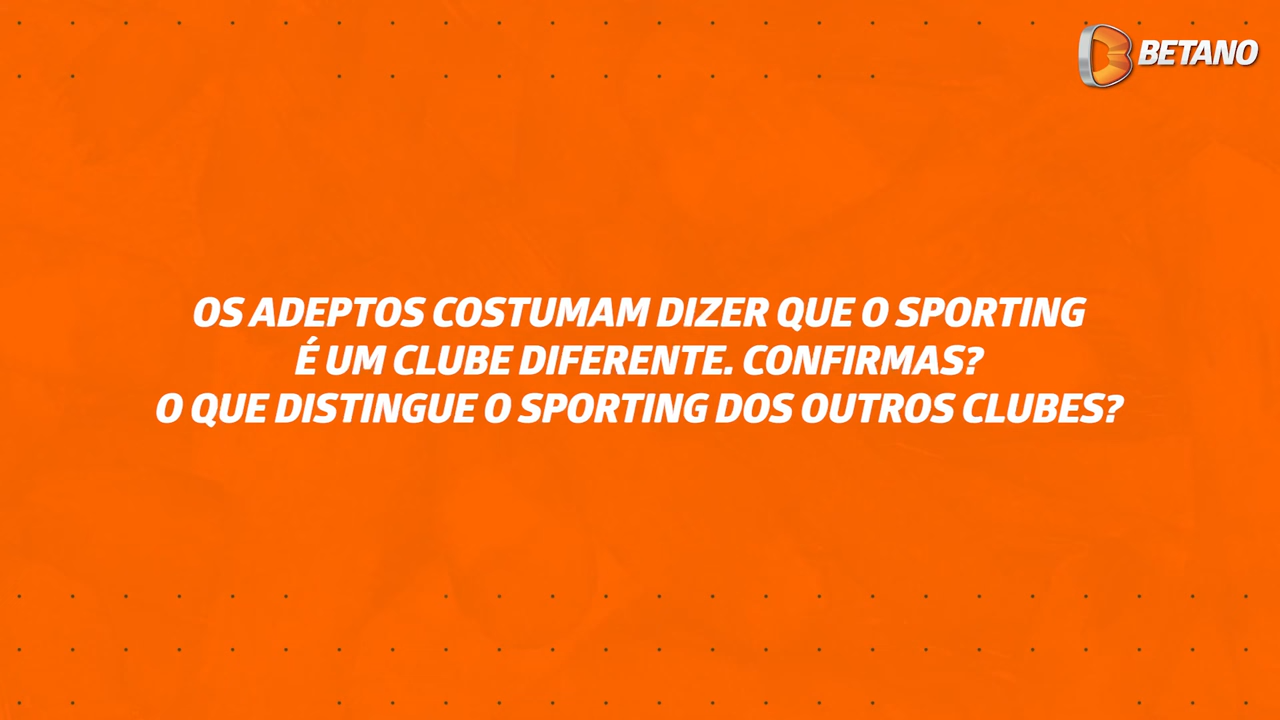 BETANO
OS ADEPTOS COSTUMAM DIZER QUE O SPORTING
É UM CLUBE DIFERENTE. CONFIRMAS?
O QUE DISTINGUE O SPORTING DOS OUTROS CLUBES?